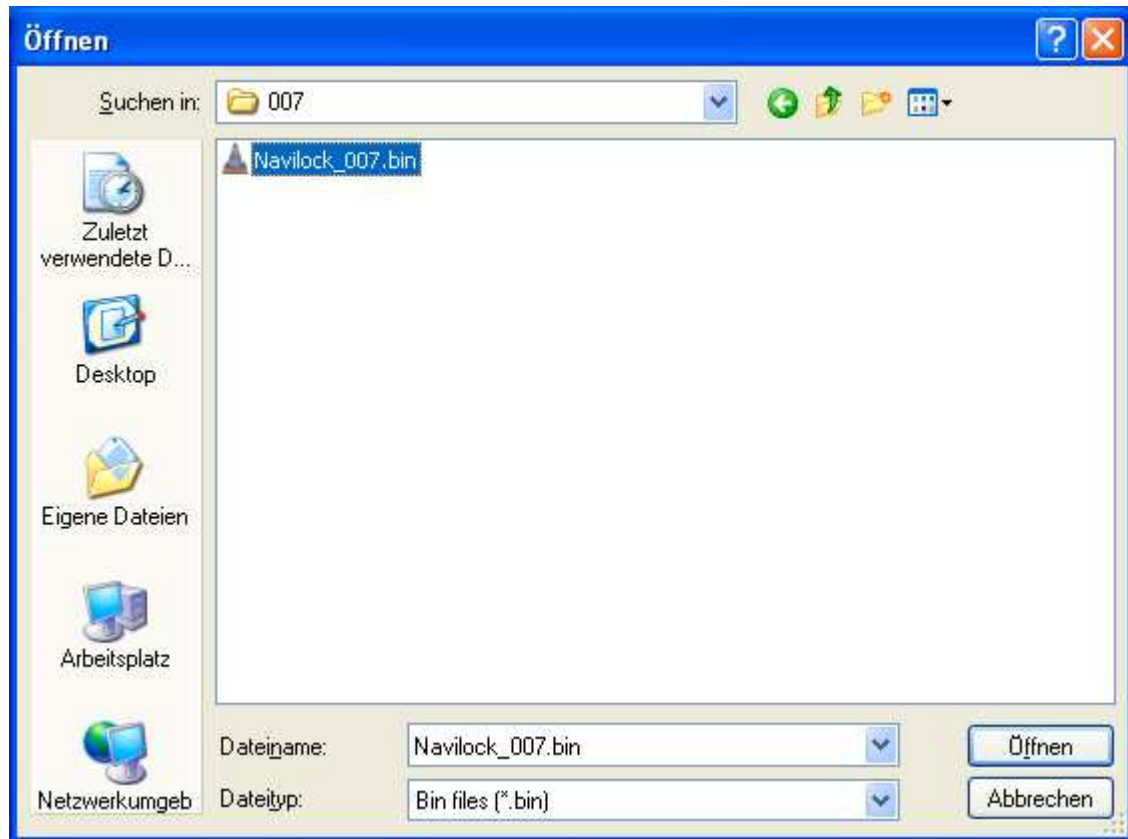 Öffnen
Suchen in:
007
Navilock_007.bin
Zuletzt
verwendete D...
Desktop
Eigene Dateien
Arbeitsplatz
Netzwerkumgeb
Dateiname:
Navilock_007.bin
Öffnen
Dateityp:
Bin files (*.bin)
Abbrechen